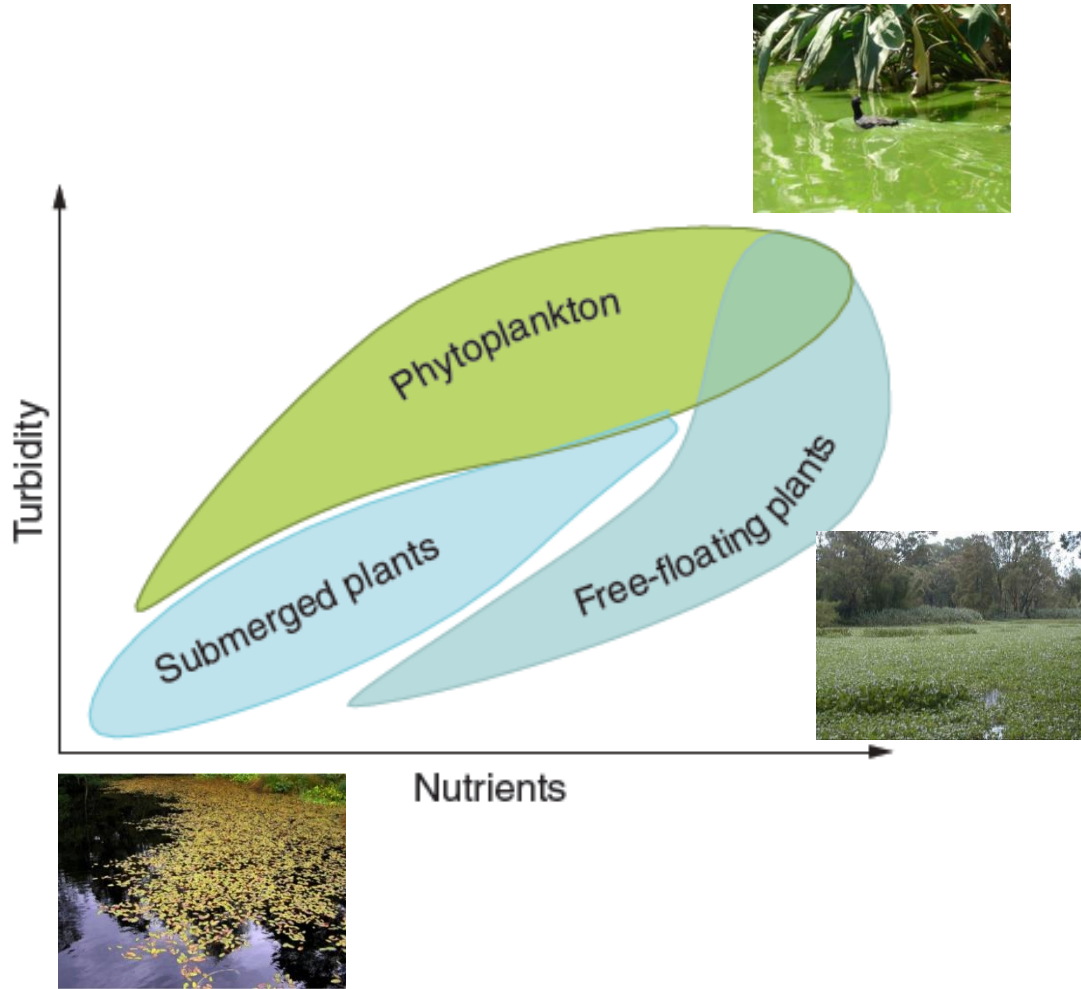 Phytoplankton
Turbidity
Submerged plants
Free-floating plants
Nutrients